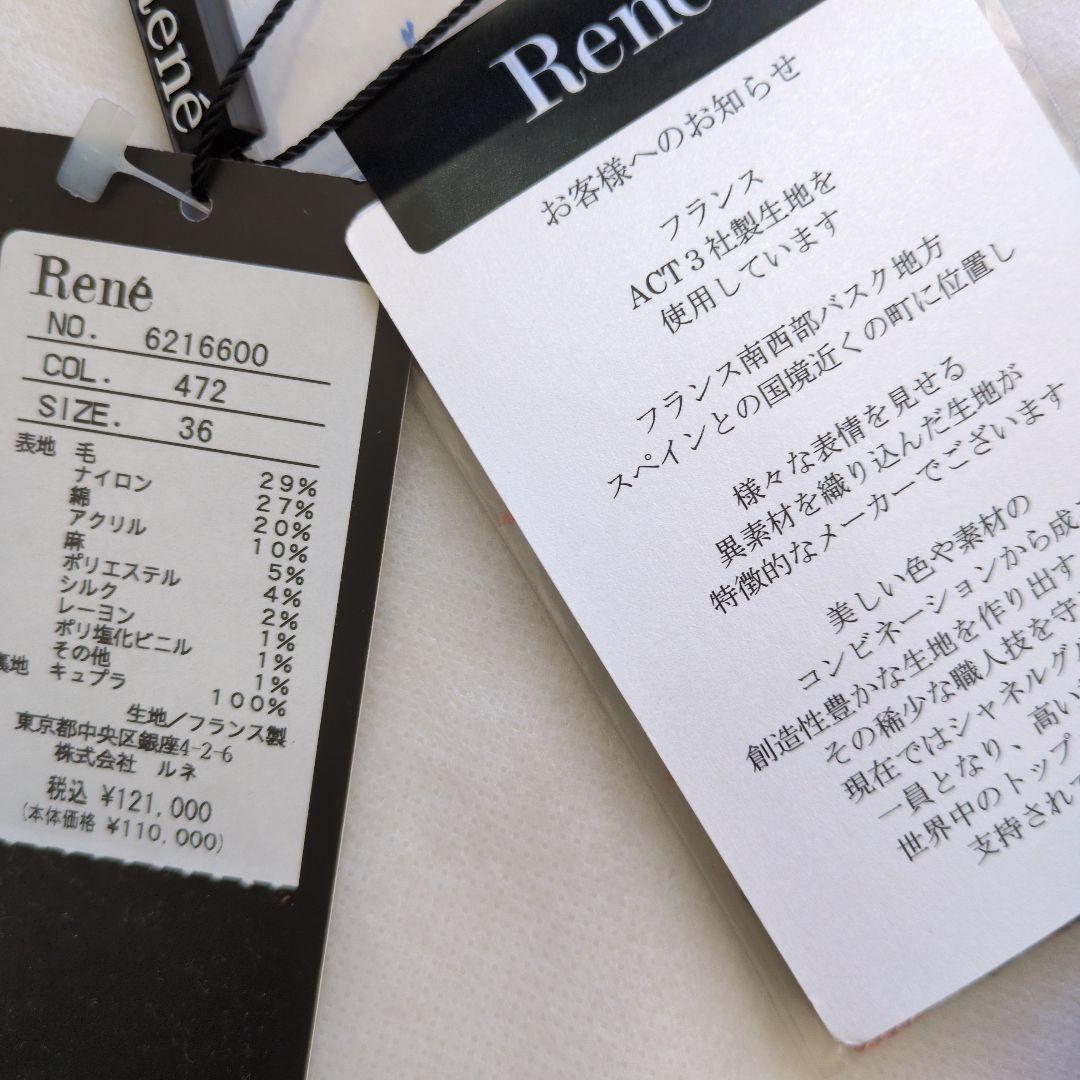 René
René
NO. 6216600
COL. 472
SIZE. 36
表地 毛 29%
ナイロン 27%
綿 20%
アクリル 10%
麻 5%
ポリエステル 4%
シルク 2%
レーヨン 1%
ポリ塩化ビニル 1%
その他 1%
裏地 キュプラ 100%
生地/フランス製
東京都中央区銀座4-2-6
株式会社 ルネ
税込 ¥121,000
(本体価格 ¥110,000)
René
お客様へのお知らせ
フランス
ACT3社製生地を
使用しています
フランス南西部バスク地方
スペインとの国境近くの町に位置し
様々な表情を見せる
異素材を織り込んだ生地が
特徴的なメーカーでございます
美しい色や素材の
コンビネーションから成
創造性豊かな生地を作り出す
その稀少な職人技を守
現在ではシャネルグ
一員となり、高い
世界中のトップ
支持されて